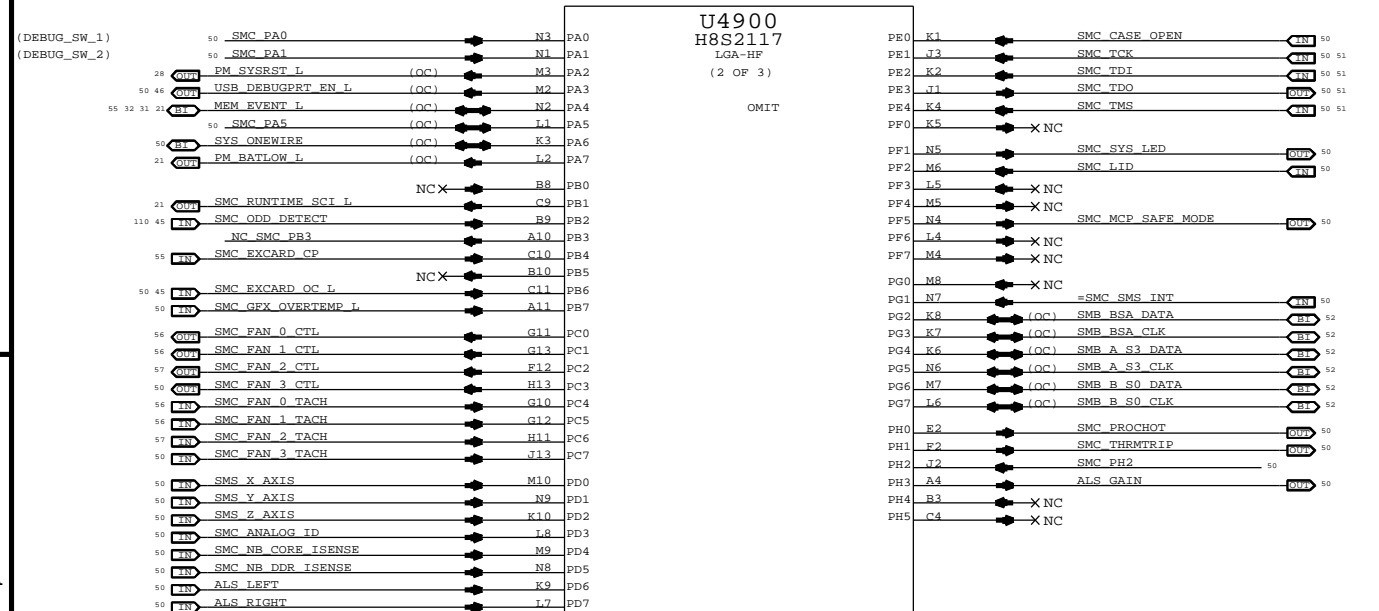 U4900
H8S2117
LGA-HF
(2 OF 3)
OMIT
(DEBUG_SW_1) 50 SMC_PA0 N3 PA0
(DEBUG_SW_2) 50 SMC_PA1 N1 PA1
28 OUT PM_SYSRST_L (OC) M3 PA2
50 46 OUT USB_DEBUGPRT_EN_L (OC) M2 PA3
55 32 31 21 BI MEM_EVENT_L (OC) N2 PA4
50 SMC_PA5 (OC) L1 PA5
50 BI SYS_ONEWIRE (OC) K3 PA6
21 OUT PM_BATLOW_L (OC) L2 PA7
NC B8 PB0
21 OUT SMC_RUNTIME_SCI_L C9 PB1
110 45 IN SMC_ODD_DETECT B9 PB2
NC_SMC_PB3 A10 PB3
55 IN SMC_EXCARD_CP C10 PB4
NC B10 PB5
50 45 IN SMC_EXCARD_OC_L C11 PB6
50 IN SMC_GFX_OVERTEMP_L A11 PB7
56 OUT SMC_FAN_0_CTL G11 PC0
56 OUT SMC_FAN_1_CTL G13 PC1
57 OUT SMC_FAN_2_CTL F12 PC2
50 OUT SMC_FAN_3_CTL H13 PC3
56 IN SMC_FAN_0_TACH G10 PC4
56 IN SMC_FAN_1_TACH G12 PC5
57 IN SMC_FAN_2_TACH H11 PC6
50 IN SMC_FAN_3_TACH J13 PC7
50 IN SMS_X_AXIS M10 PD0
50 IN SMS_Y_AXIS N9 PD1
50 IN SMS_Z_AXIS K10 PD2
50 IN SMC_ANALOG_ID L8 PD3
50 IN SMC_NB_CORE_ISENSE M9 PD4
50 IN SMC_NB_DDR_ISENSE N8 PD5
50 IN ALS_LEFT K9 PD6
50 IN ALS_RIGHT L7 PD7
PE0 K1 SMC_CASE_OPEN IN 50
PE1 J3 SMC_TCK IN 50 51
PE2 K2 SMC_TDI IN 50 51
PE3 J1 SMC_TDO OUT 50 51
PE4 K4 SMC_TMS IN 50 51
PF0 K5 NC
PF1 N5 SMC_SYS_LED OUT 50
PF2 M6 SMC_LID IN 50
PF3 L5 NC
PF4 M5 NC
PF5 N4 SMC_MCP_SAFE_MODE OUT 50
PF6 L4 NC
PF7 M4 NC
PG0 M8 NC
PG1 N7 =SMC_SMS_INT IN 50
PG2 K8 (OC) SMB_BSA_DATA BI 52
PG3 K7 (OC) SMB_BSA_CLK BI 52
PG4 K6 (OC) SMB_A_S3_DATA BI 52
PG5 N6 (OC) SMB_A_S3_CLK BI 52
PG6 M7 (OC) SMB_B_S0_DATA BI 52
PG7 L6 (OC) SMB_B_S0_CLK BI 52
PH0 E2 SMC_PROCHOT OUT 50
PH1 F2 SMC_THRMTRIP OUT 50
PH2 J2 SMC_PH2 50
PH3 A4 ALS_GAIN OUT 50
PH4 B3 NC
PH5 C4 NC